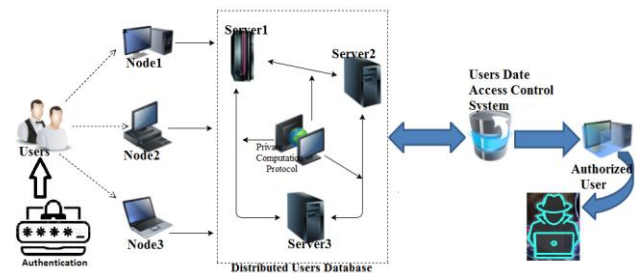 Server1
Server2
Node1
Users Date
Access Control
System
Users
Node2
Private
Computation
Protocol
Authorized
User
* * * * _
Authentication
Node3
Server3
Distributed Users Database